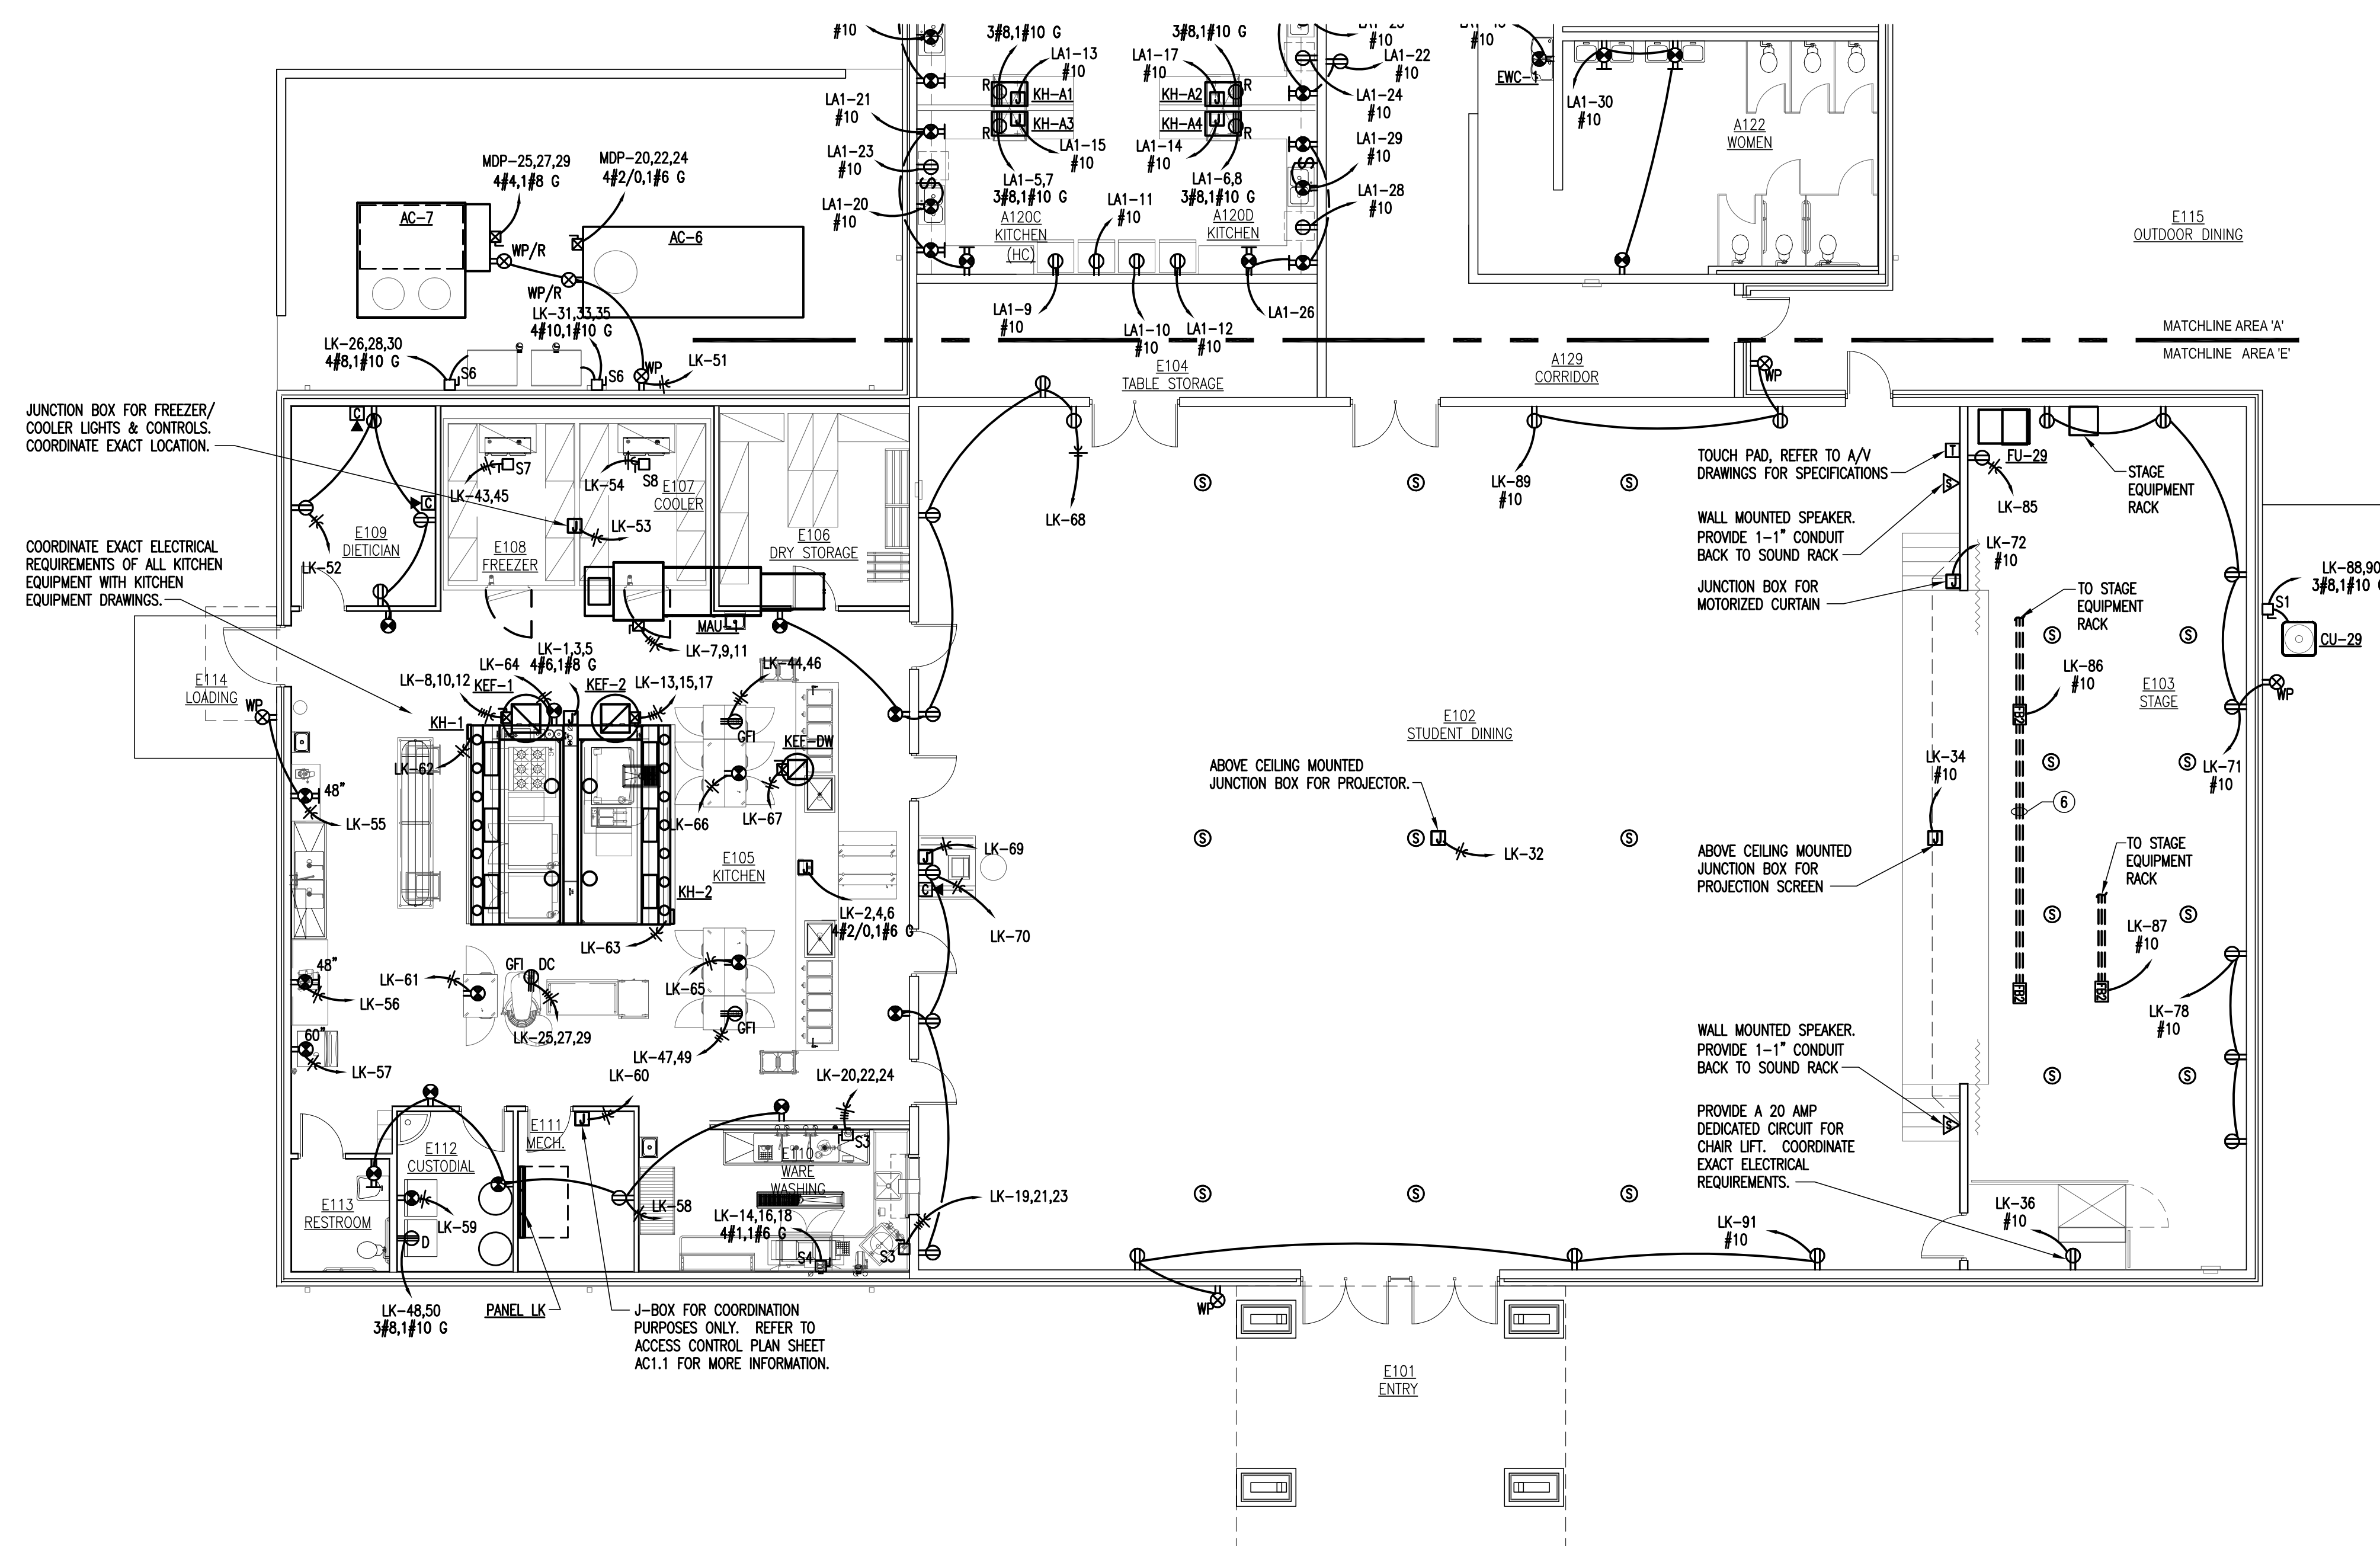 #10
3#8,1#10 G
LA1-13
#10
LA1-17
#10
3#8,1#10 G
#10
LA1-22
#10
#10
EWC-1
R
KH-A1
KH-A2
R
LA1-21
#10
LA1-24
#10
LA1-30
#10
R
KH-A3
KH-A4
R
A122
WOMEN
LA1-23
#10
LA1-15
#10
LA1-14
#10
LA1-29
#10
S
S
MDP-25,27,29
4#4,1#8 G
MDP-20,22,24
4#2/0,1#6 G
LA1-5,7
3#8,1#10 G
LA1-6,8
3#8,1#10 G
LA1-28
#10
LA1-20
#10
LA1-11
#10
AC-7
AC-6
A120C
KITCHEN
(HC)
A120D
KITCHEN
E115
OUTDOOR DINING
WP/R
WP/R
LK-31,33,35
4#10,1#10 G
LA1-9
#10
LA1-10
#10
LA1-12
#10
LA1-26
MATCHLINE AREA 'A'
MATCHLINE AREA 'E'
LK-26,28,30
4#8,1#10 G
S6
S6
WP
LK-51
E104
TABLE STORAGE
A129
CORRIDOR
WP
JUNCTION BOX FOR FREEZER/
COOLER LIGHTS & CONTROLS.
COORDINATE EXACT LOCATION.
C
C
S7
S8
LK-43,45
LK-54
E107
COOLER
J
LK-53
E109
DIETICIAN
E108
FREEZER
E106
DRY STORAGE
LK-52
LK-68
S
S
S
LK-89
#10
TOUCH PAD, REFER TO A/V
DRAWINGS FOR SPECIFICATIONS
T
S
WALL MOUNTED SPEAKER.
PROVIDE 1-1" CONDUIT
BACK TO SOUND RACK
JUNCTION BOX FOR
MOTORIZED CURTAIN
FU-29
STAGE
EQUIPMENT
RACK
LK-85
LK-72
#10
J
LK-88,90
3#8,1#10
S1
CU-29
WP
TO STAGE
EQUIPMENT
RACK
S
S
COORDINATE EXACT ELECTRICAL
REQUIREMENTS OF ALL KITCHEN
EQUIPMENT WITH KITCHEN
EQUIPMENT DRAWINGS.
MAU-1
LK-7,9,11
LK-1,3,5
4#6,1#8 G
LK-64
LK-44,46
LK-8,10,12
KEF-1
KEF-2
LK-13,15,17
E114
LOADING
WP
KH-1
J
GFI
KEF-DW
LK-62
48"
LK-55
LK-66
LK-67
LK-86
#10
FB2
E103
STAGE
E102
STUDENT DINING
ABOVE CEILING MOUNTED
JUNCTION BOX FOR PROJECTOR.
LK-34
#10
S
S
LK-71
#10
6
S
S
J
S
LK-32
J
E105
KITCHEN
J
J
LK-69
C
LK-70
KH-2
LK-2,4,6
4#2/0,1#6 G
LK-63
ABOVE CEILING MOUNTED
JUNCTION BOX FOR
PROJECTION SCREEN
TO STAGE
EQUIPMENT
RACK
S
S
LK-87
#10
48"
LK-56
LK-61
GFI
DC
LK-65
GFI
FB2
FB2
LK-78
#10
60"
LK-57
LK-25,27,29
LK-47,49
LK-60
LK-20,22,24
WALL MOUNTED SPEAKER.
PROVIDE 1-1" CONDUIT
BACK TO SOUND RACK
S
S
S
J
E111
MECH.
E112
CUSTODIAL
S3
E110
WARE
WASHING
PROVIDE A 20 AMP
DEDICATED CIRCUIT FOR
CHAIR LIFT. COORDINATE
EXACT ELECTRICAL
REQUIREMENTS.
E113
RESTROOM
LK-59
D
LK-58
LK-14,16,18
4#1,1#6 G
LK-19,21,23
S4
S3
S
S
S
LK-91
#10
LK-36
#10
LK-48,50
3#8,1#10 G
PANEL LK
J-BOX FOR COORDINATION
PURPOSES ONLY. REFER TO
ACCESS CONTROL PLAN SHEET
AC1.1 FOR MORE INFORMATION.
WP
E101
ENTRY